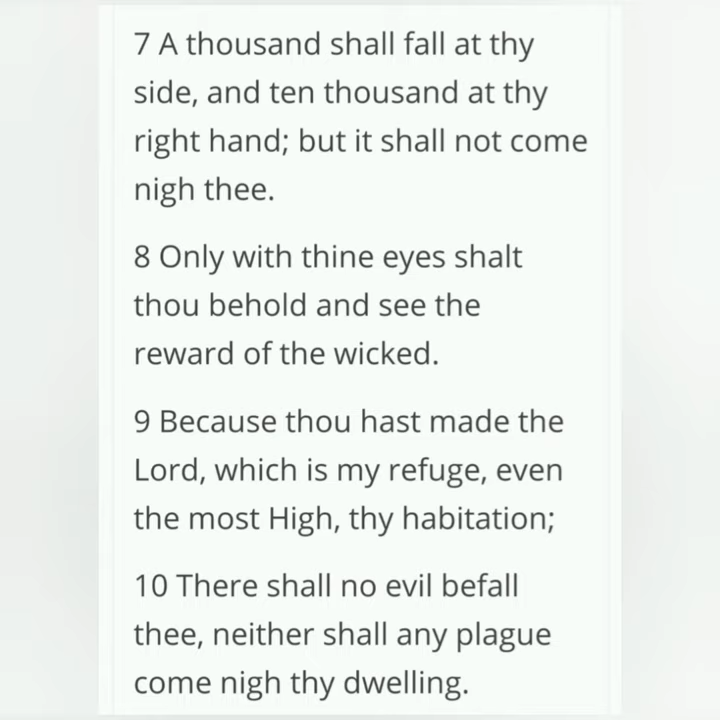 7 A thousand shall fall at thy
side, and ten thousand at thy
right hand; but it shall not come
nigh thee.
8 Only with thine eyes shalt
thou behold and see the
reward of the wicked.
9 Because thou hast made the
Lord, which is my refuge, even
the most High, thy habitation;
10 There shall no evil befall
thee, neither shall any plague
come nigh thy dwelling.